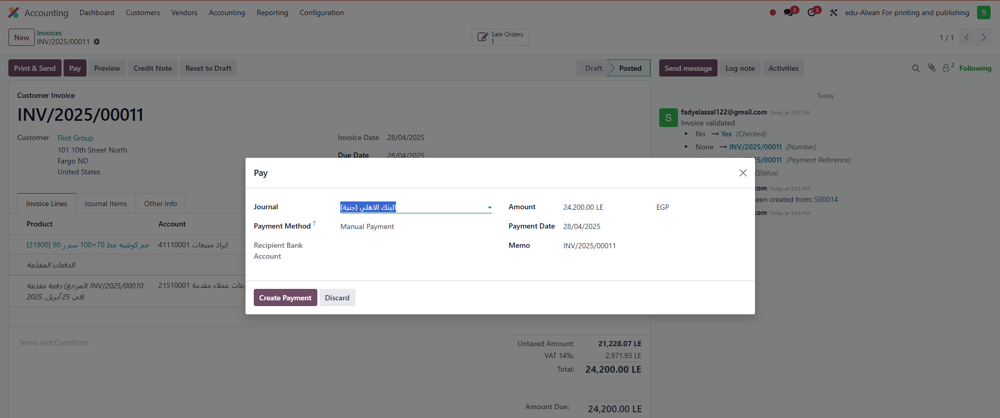 Accounting Dashboard Customers Vendors Accounting Reporting Configuration 2 3 edu-Alwan For printing and publishing S
New Invoices
INV/2025/00011
Sale Orders
1
1 / 1
Print & Send Pay Preview Credit Note Reset to Draft Draft Posted Send message Log note Activities 2 Following
Customer Invoice
INV/2025/00011
Customer Flint Group
101 10th Street North
Fargo ND
United States
Invoice Date 28/04/2025
Due Date 28/04/2025
Invoice Lines Journal Items Other Info
Product Account
[31900] جم كوشيه مط 70×100 سم ر 90
41110001 ايراد مبيعات
الدفعات المقدّمة
دفعة مقدمة (المرجع: INV/2025/00010
في 25 أبريل, 2025)
21510001
عملاء مقدمة
Terms and Conditions
Untaxed Amount: 21,228.07 LE
VAT 14%: 2,971.93 LE
Total: 24,200.00 LE
Amount Due: 24,200.00 LE
Pay
Journal البنك الاهلي (جنية)
Payment Method ? Manual Payment
Recipient Bank
Account
Amount 24,200.00 LE EGP
Payment Date 28/04/2025
Memo INV/2025/00011
Create Payment Discard
Today
S
fadyelassal122@gmail.com Today at 3:07 PM
Invoice validated
• No → Yes (Checked)
• None → INV/2025/00011 (Number)
25/00011 (Payment Reference)
(Status)
com Today at 3:06 PM
een created from: S00014
com Today at 3:06 PM